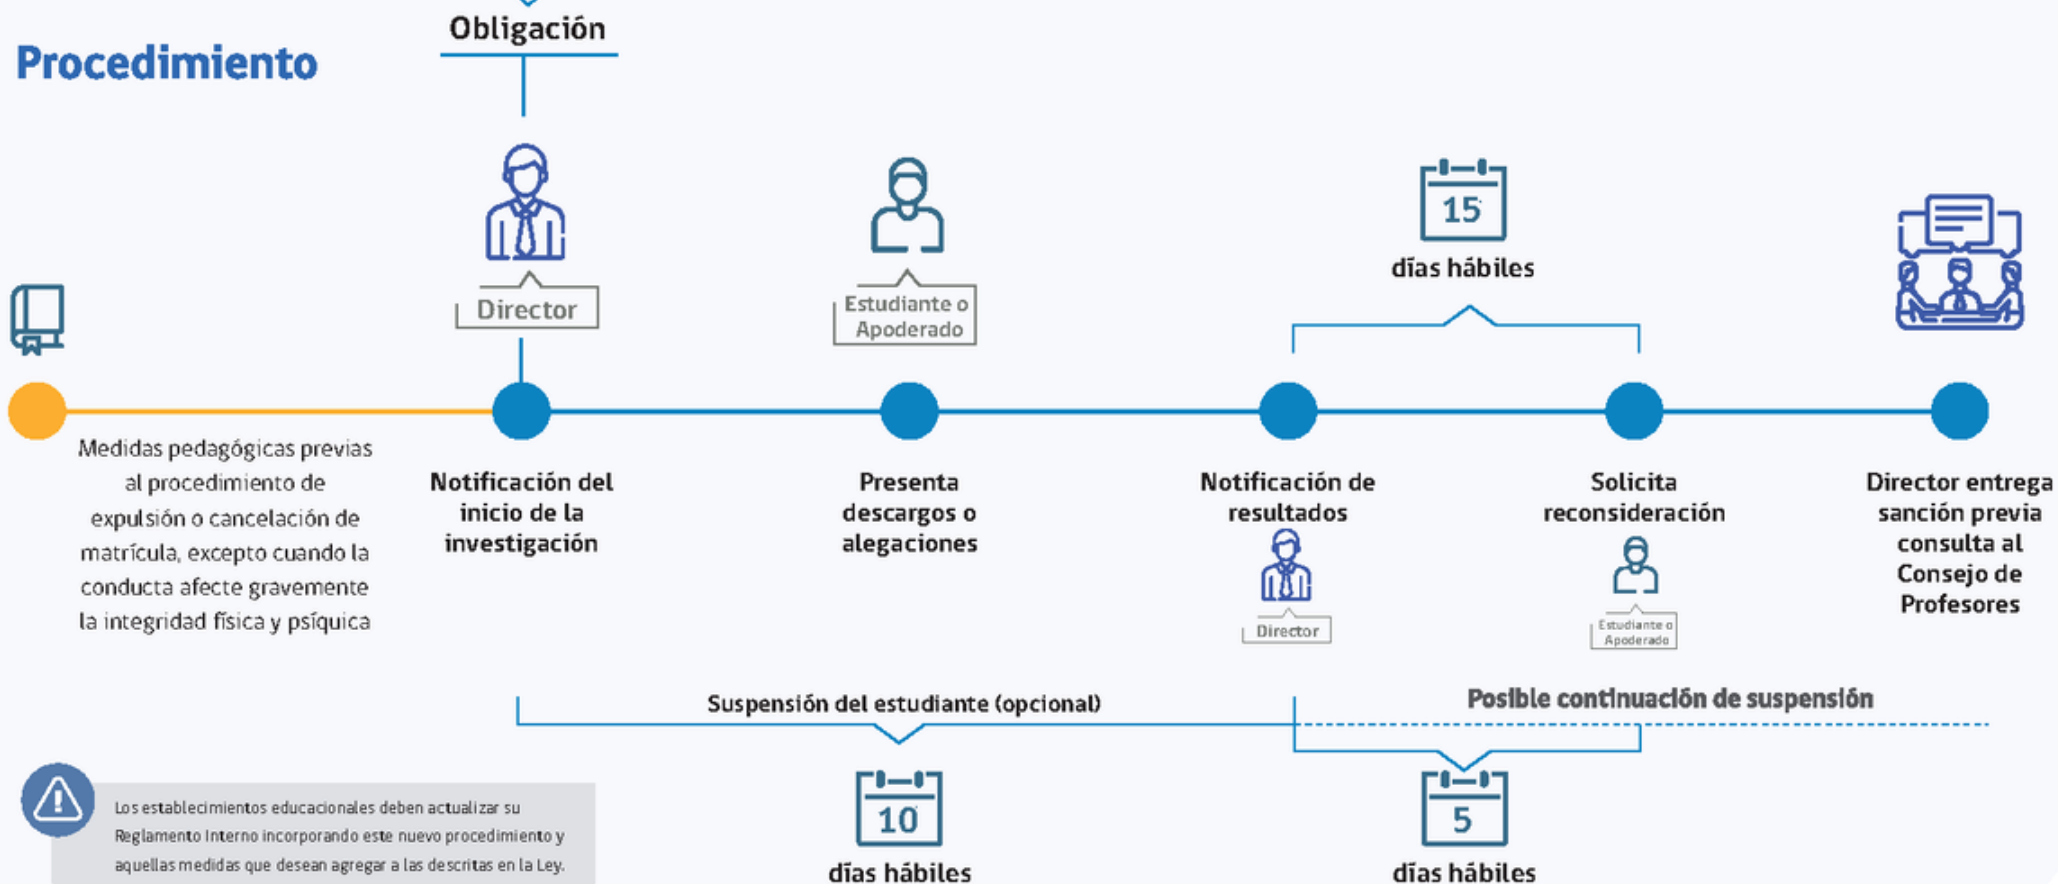 Obligación
Procedimiento
Director
Estudiante o
Apoderado
15
días hábiles
Medidas pedagógicas previas
al procedimiento de
expulsión o cancelación de
matrícula, excepto cuando la
conducta afecte gravemente
la integridad física y psíquica
Notificación del
inicio de la
investigación
Presenta
descargos o
alegaciones
Notificación de
resultados
Director
Solicita
reconsideración
Estudiante o
Apoderado
Director entrega
sanción previa
consulta al
Consejo de
Profesores
Suspensión del estudiante (opcional)
Posible continuación de suspensión
10
días hábiles
5
días hábiles
Los establecimientos educacionales deben actualizar su
Reglamento Interno incorporando este nuevo procedimiento y
aquellas medidas que desean agregar a las descritas en la Ley.